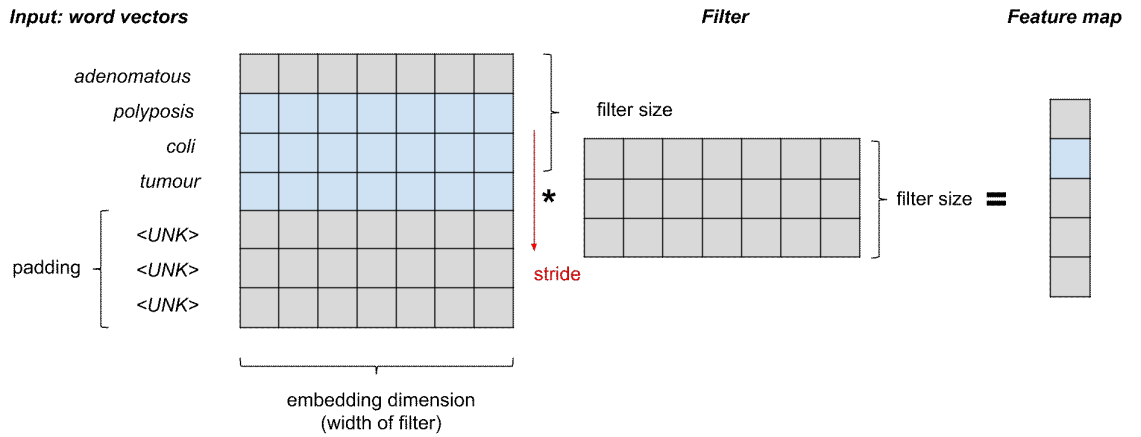 Input: word vectors
Filter
Feature map
adenomatous
polyposis
coli
tumour
<UNK>
<UNK>
<UNK>
padding
filter size
*
stride
filter size
=
embedding dimension
(width of filter)